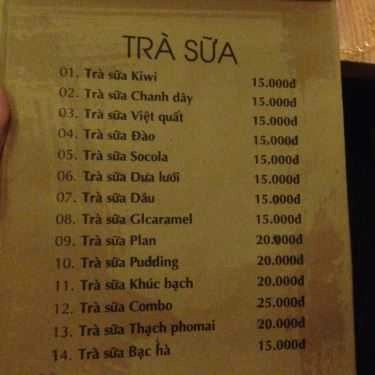 TRÀ SỮA
01. Trà sữa Kiwi 15.000đ
02. Trà sữa Chanh dây 15.000đ
03. Trà sữa Việt quất 15.000đ
04. Trà sữa Đào 15.000đ
05. Trà sữa Socola 15.000đ
06. Trà sữa Dưa lưới 15.000đ
07. Trà sữa Dâu 15.000đ
08. Trà sữa Glcaramel 15.000đ
09. Trà sữa Plan 20.000đ
10. Trà sữa Pudding 20.000đ
11. Trà sữa Khúc bạch 20.000đ
12. Trà sữa Combo 25.000đ
13. Trà sữa Thạch phomai 20.000đ
14. Trà sữa Bạc hà 15.000đ